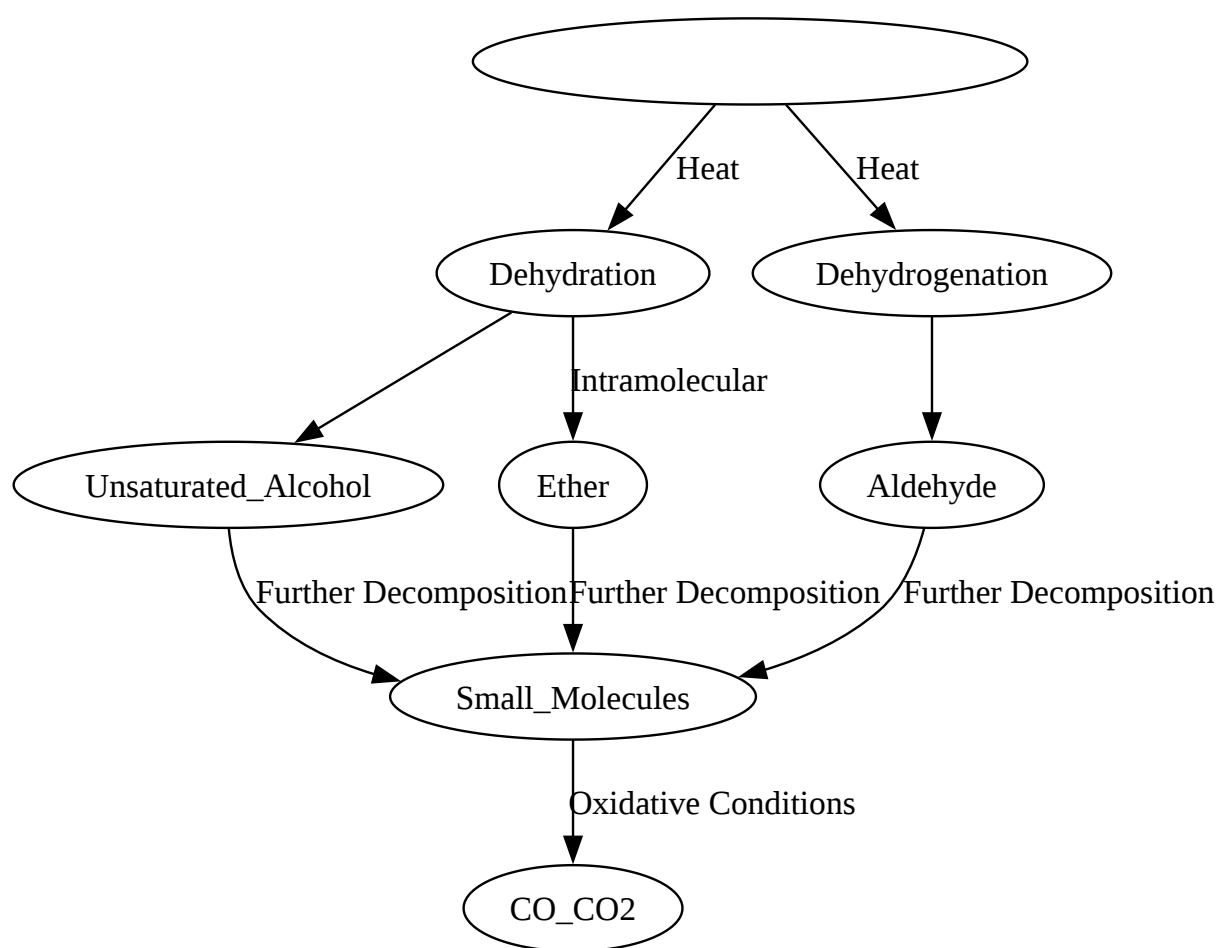 Heat
Heat
Dehydration
Dehydrogenation
Intramolecular
Unsaturated_Alcohol
Ether
Aldehyde
Further Decomposition
Further Decomposition
Further Decomposition
Small_Molecules
Oxidative Conditions
CO_CO2